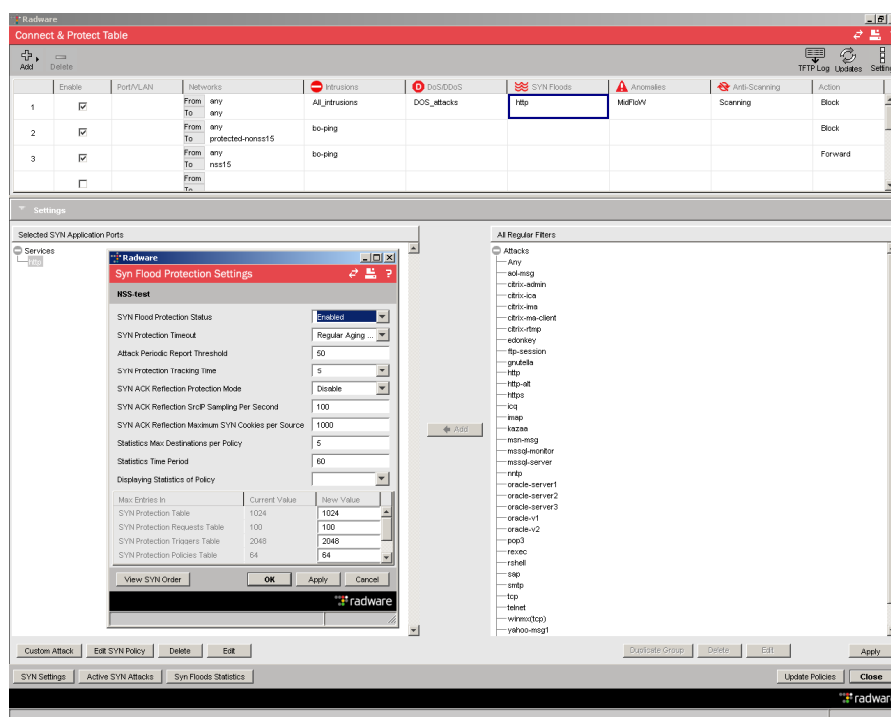 Radware
Connect & Protect Table
Add Delete TFTP Log Updates
Enable Port/VLAN Networks Intrusions DoS/DDoS SYN Floods Anomalies Anti-Scanning Action
1 From any All_intrusions DOS_attacks http MidFloW Scanning Block
To any
2 From any bo-ping Block
To protected-nonss15
3 From any bo-ping Forward
To nss15
From
To
Settings
Selected SYN Application Ports
Services
http
Radware
Syn Flood Protection Settings
NSS-test
SYN Flood Protection Status Enabled
SYN Protection Timeout Regular Aging ...
Attack Periodic Report Threshold 50
SYN Protection Tracking Time 5
SYN ACK Reflection Protection Mode Disable
SYN ACK Reflection SrcIP Sampling Per Second 100
SYN ACK Reflection Maximum SYN Cookies per Source 1000
Statistics Max Destinations per Policy 5
Statistics Time Period 60
Displaying Statistics of Policy
Max Entries In Current Value New Value
SYN Protection Table 1024 1024
SYN Protection Requests Table 100 100
SYN Protection Triggers Table 2048 2048
SYN Protection Policies Table 64 64
View SYN Order OK Apply Cancel
radware
Add
All Regular Filters
Attacks
Any
aol-msg
citrix-admin
citrix-ica
citrix-ima
citrix-ma-client
citrix-rtmp
edonkey
ftp-session
gnutella
http
http-alt
https
icq
imap
kazaa
msn-msg
mssql-monitor
mssql-server
nntp
oracle-server1
oracle-server2
oracle-server3
oracle-v1
oracle-v2
pop3
rexec
rshell
sap
smtp
tcp
telnet
winmx(tcp)
yahoo-msg1
Custom Attack Edit SYN Policy Delete Edit Duplicate Group Delete Edit Apply
SYN Settings Active SYN Attacks Syn Floods Statistics Update Policies Close